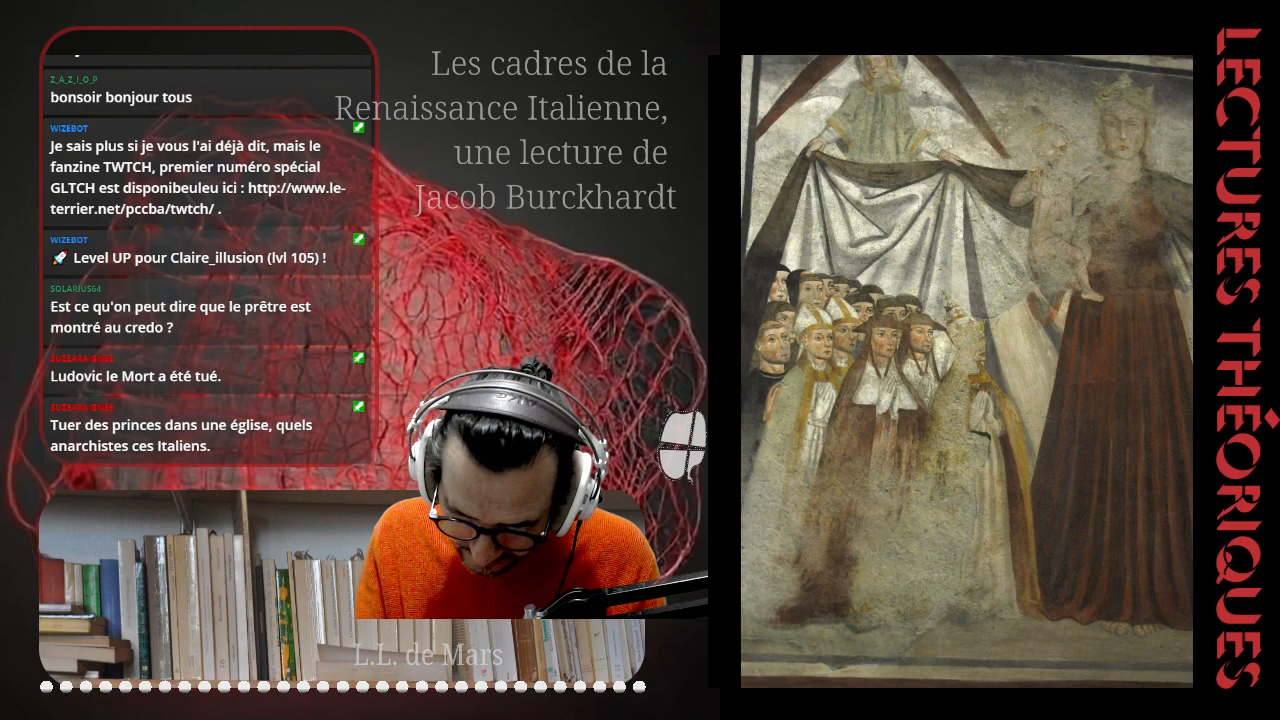 Z_A_Z_I_O_P
bonsoir bonjour tous
WIZEBOT
Je sais plus si je vous l'ai déjà dit, mais le
fanzine TWTCH, premier numéro spécial
GLTCH est disponibeuleu ici : http://www.le-
terrier.net/pccba/twtch/ .
WIZEBOT
🚀 Level UP pour Claire_illusion (lvl 105) !
SOLARIUS64
Est ce qu'on peut dire que le prêtre est
montré au credo ?
SUZEARAIGNEE
Ludovic le Mort a été tué.
SUZEARAIGNEE
Tuer des princes dans une église, quels
anarchistes ces Italiens.
Les cadres de la
Renaissance Italienne,
une lecture de
Jacob Burckhardt
L.L. de Mars
LECTURES THÉORIQUES